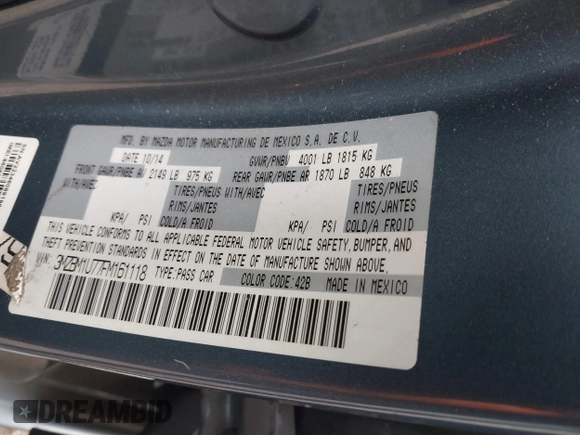 MFD. BY MAZDA MOTOR MANUFACTURING DE MEXICO S.A. DE C.V.
DATE 10/14 GVWR/PNBV 4001 LB 1815 KG
FRONT GAWR/PNBE AV 2149 LB 975 KG REAR GAWR/PNBE AR 1870 LB 848 KG
TIRES/PNEUS WITH/AVEC TIRES/PNEUS
RIMS/JANTES RIMS/JANTES
KPA/ PSI COLD/A FROID KPA/ PSI COLD/A FROID
THIS VEHICLE CONFORMS TO ALL APPLICABLE FEDERAL MOTOR VEHICLE SAFETY, BUMPER, AND
THEFT PREVENTION STANDARDS IN EFFECT ON THE DATE OF MANUFACTURE SHOWN ABOVE.
VIN: 3MZBM1U77FM161118 TYPE:PASS CAR COLOR CODE:42B MADE IN MEXICO
DREAMBID